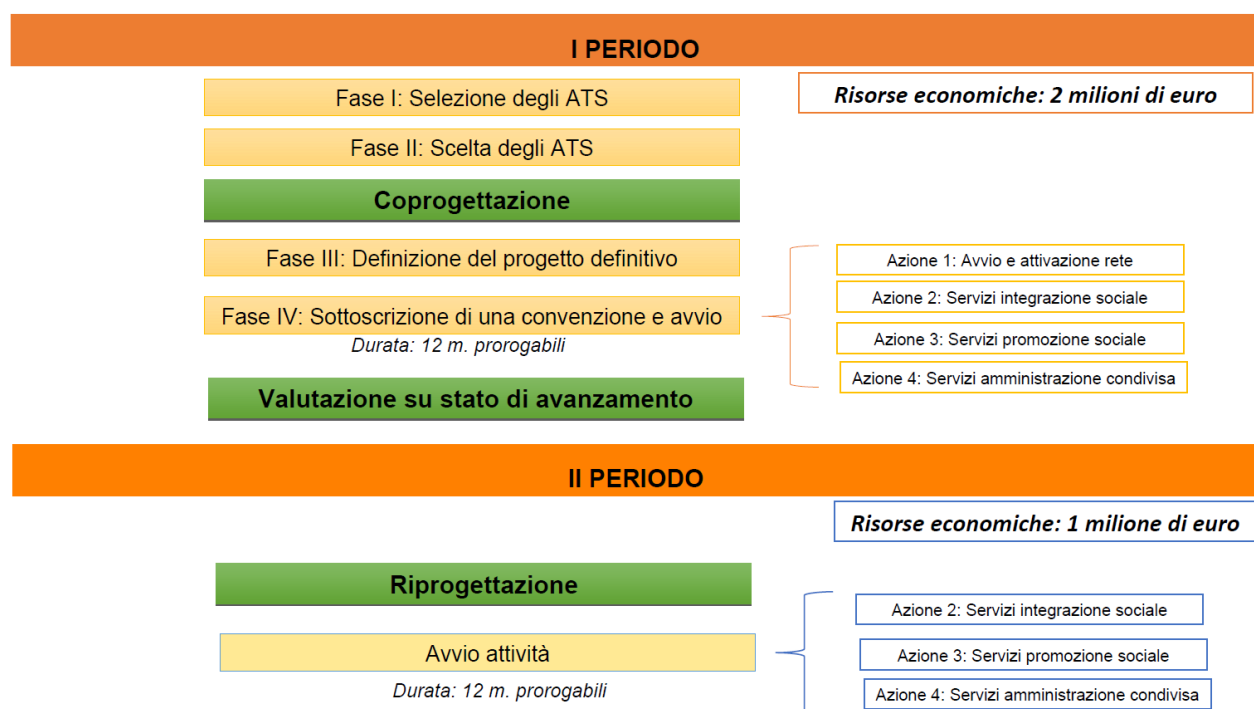 I PERIODO
Fase I: Selezione degli ATS
Risorse economiche: 2 milioni di euro
Fase II: Scelta degli ATS
Coprogettazione
Fase III: Definizione del progetto definitivo
Azione 1: Avvio e attivazione rete
Azione 2: Servizi integrazione sociale
Fase IV: Sottoscrizione di una convenzione e avvio
Durata: 12 m. prorogabili
Azione 3: Servizi promozione sociale
Azione 4: Servizi amministrazione condivisa
Valutazione su stato di avanzamento
II PERIODO
Risorse economiche: 1 milione di euro
Riprogettazione
Azione 2: Servizi integrazione sociale
Avvio attività
Azione 3: Servizi promozione sociale
Durata: 12 m. prorogabili
Azione 4: Servizi amministrazione condivisa